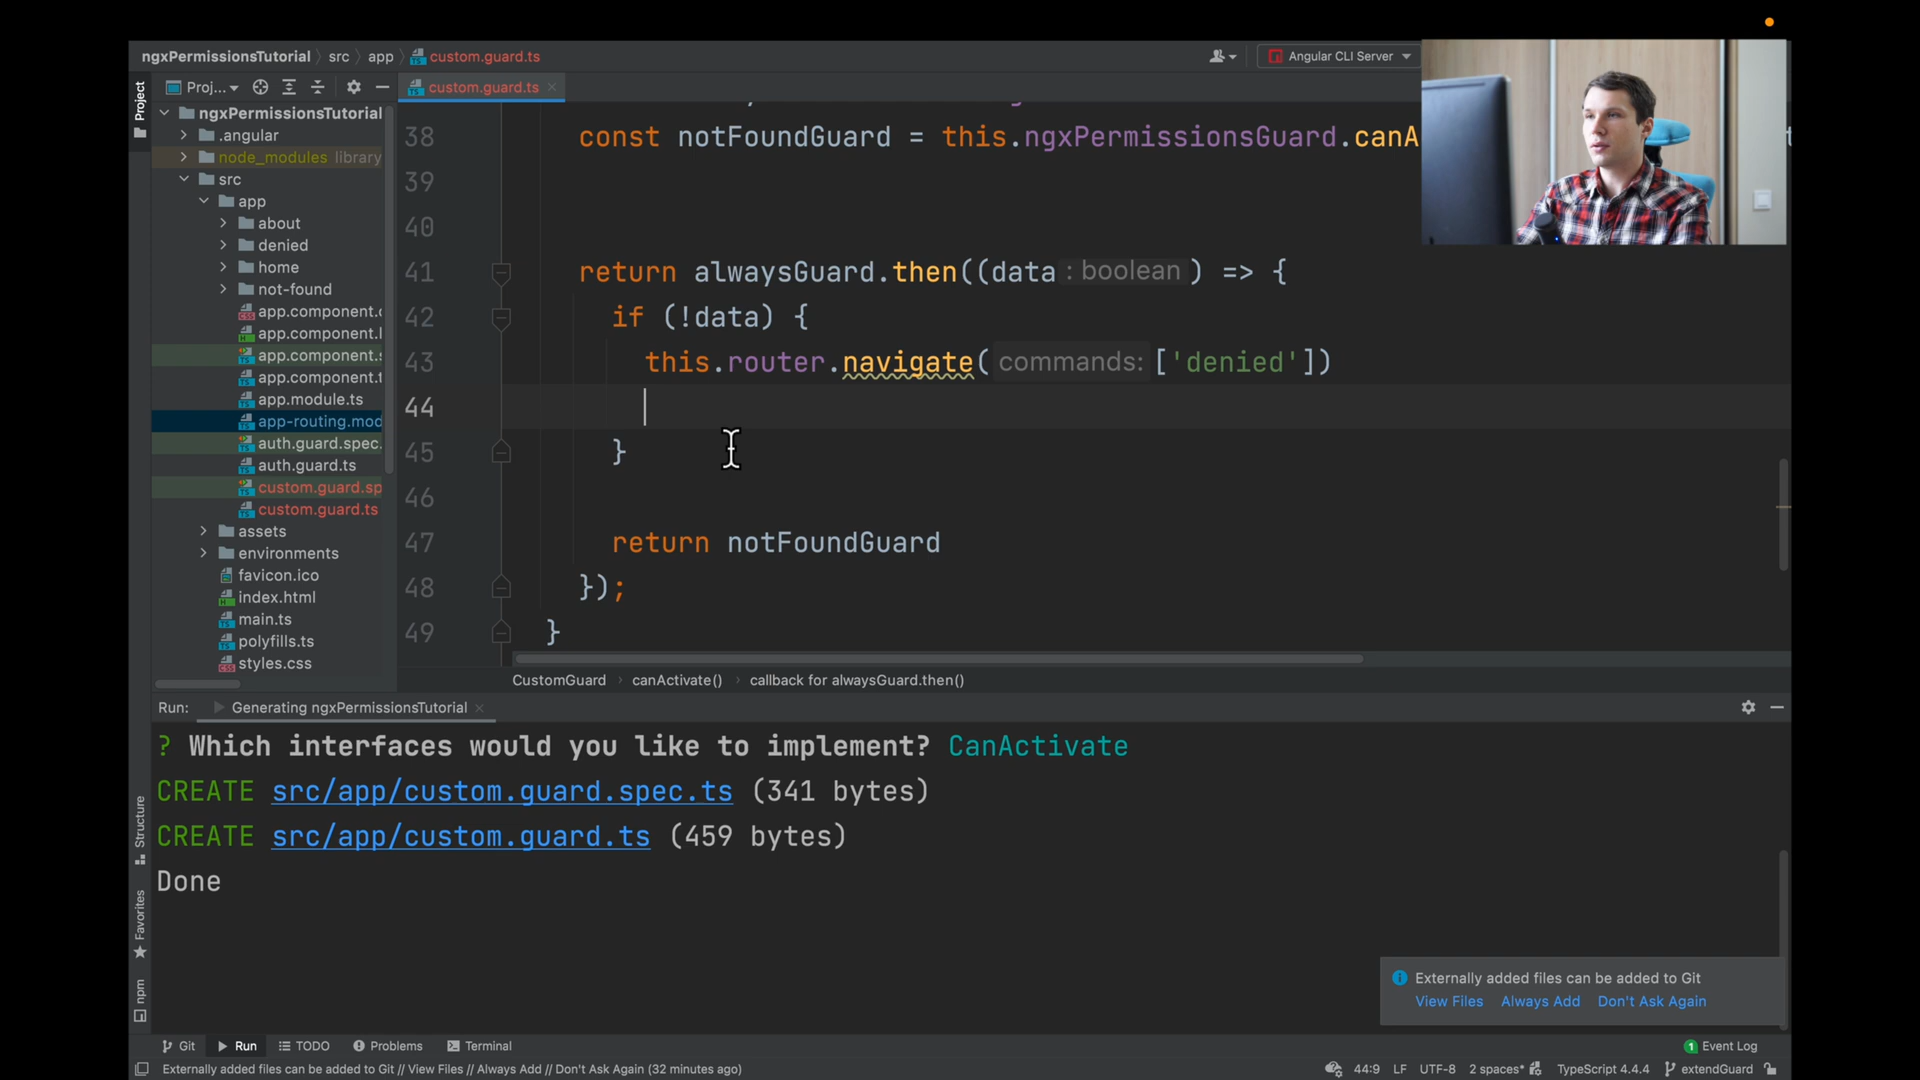 ngxPermissionsTutorial src app custom.guard.ts
Angular CLI Server
Project
Proj...
custom.guard.ts
ngxPermissionsTutorial
.angular
node_modules library
src
app
about
denied
home
not-found
app.component.
app.component.
app.component.
app.component.
app.module.ts
app-routing.mod
auth.guard.spec.
auth.guard.ts
custom.guard.sp
custom.guard.ts
assets
environments
favicon.ico
index.html
main.ts
polyfills.ts
styles.css
38 const notFoundGuard = this.ngxPermissionsGuard.canA
39
40
41 return alwaysGuard.then((data : boolean ) => {
42 if (!data) {
43 this.router.navigate( commands: ['denied'])
44
45 }
46
47 return notFoundGuard
48 });
49 }
CustomGuard canActivate() callback for alwaysGuard.then()
Run: Generating ngxPermissionsTutorial
? Which interfaces would you like to implement? CanActivate
CREATE src/app/custom.guard.spec.ts (341 bytes)
CREATE src/app/custom.guard.ts (459 bytes)
Done
Structure
Favorites
npm
Externally added files can be added to Git
View Files Always Add Don't Ask Again
Git Run TODO Problems Terminal
1 Event Log
Externally added files can be added to Git // View Files // Always Add // Don't Ask Again (32 minutes ago)
44:9 LF UTF-8 2 spaces* TypeScript 4.4.4 extendGuard